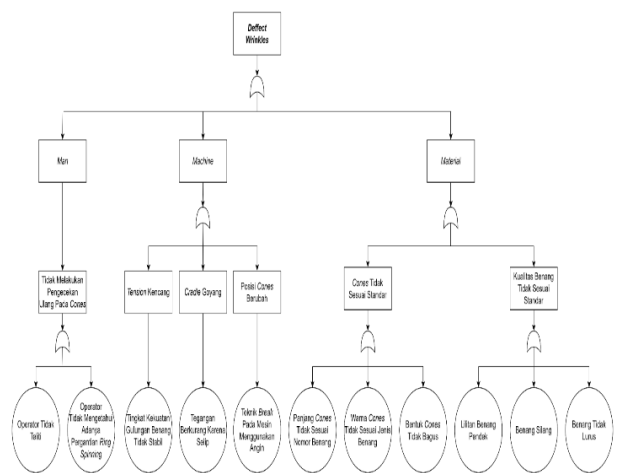 Deffect
Wrinkles
Man
Machine
Material
Tidak Melakukan
Pengecekan
Ulang Pada Cones
Tension Kencang
Cradle Goyang
Posisi Cones
Berubah
Cones Tidak
Sesuai Standar
Kualitas Benang
Tidak Sesuai
Standar
Operator Tidak
Teliti
Operator
Tidak Mengetahui
Adanya
Pergantian Ring
Spinning
Tingkat Kekuatan
Gulungan Benang
Tidak Stabil
Tegangan
Berkurang Karena
Selip
Teknik Break
Pada Mesin
Menggunakan
Angin
Panjang Cones
Tidak Sesuai
Nomor Benang
Warna Cones
Tidak Sesuai Jenis
Benang
Bentuk Cones
Tidak Bagus
Lilitan Benang
Pendek
Benang Silang
Benang Tidak
Lurus